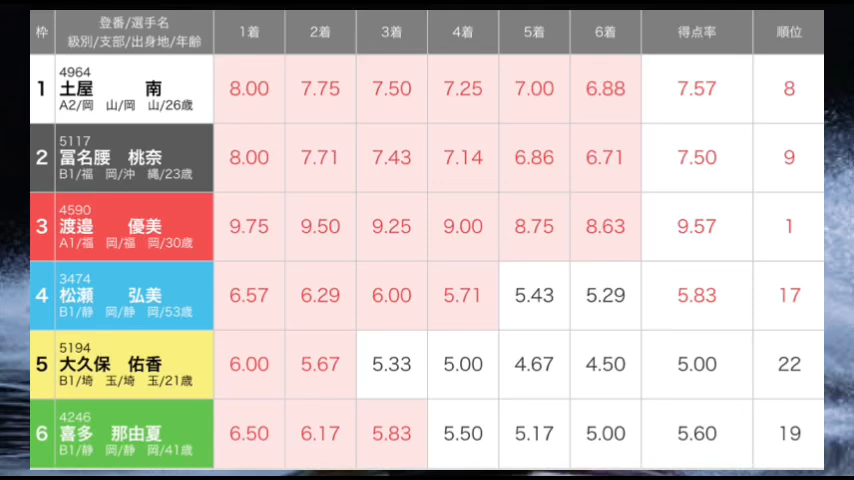 枠 登番/選手名 級別/支部/出身地/年齢 1着 2着 3着 4着 5着 6着 得点率 順位
4964
1 土屋 南 8.00 7.75 7.50 7.25 7.00 6.88 7.57 8
A2/岡 山/岡 山/26歳
5117
2 冨名腰 桃奈 8.00 7.71 7.43 7.14 6.86 6.71 7.50 9
B1/福 岡/沖 縄/23歳
4590
3 渡邉 優美 9.75 9.50 9.25 9.00 8.75 8.63 9.57 1
A1/福 岡/福 岡/30歳
3474
4 松瀬 弘美 6.57 6.29 6.00 5.71 5.43 5.29 5.83 17
B1/静 岡/静 岡/53歳
5194
5 大久保 佑香 6.00 5.67 5.33 5.00 4.67 4.50 5.00 22
B1/埼 玉/埼 玉/21歳
4246
6 喜多 那由夏 6.50 6.17 5.83 5.50 5.17 5.00 5.60 19
B1/静 岡/静 岡/41歳